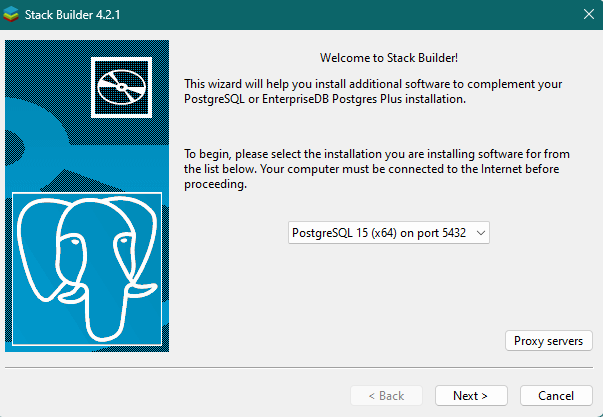 Stack Builder 4.2.1
Welcome to Stack Builder!
This wizard will help you install additional software to complement your
PostgreSQL or EnterpriseDB Postgres Plus installation.
To begin, please select the installation you are installing software for from
the list below. Your computer must be connected to the Internet before
proceeding.
PostgreSQL 15 (x64) on port 5432
Proxy servers
< Back
Next >
Cancel